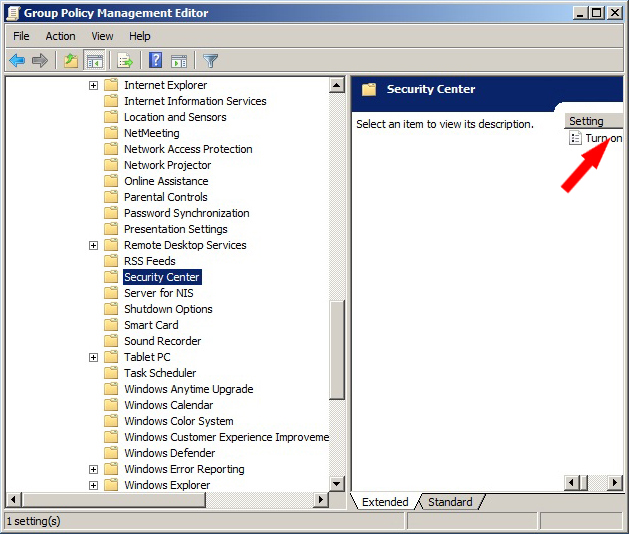 Group Policy Management Editor
File Action View Help
Internet Explorer
Internet Information Services
Location and Sensors
NetMeeting
Network Access Protection
Network Projector
Online Assistance
Parental Controls
Password Synchronization
Presentation Settings
Remote Desktop Services
RSS Feeds
Security Center
Server for NIS
Shutdown Options
Smart Card
Sound Recorder
Tablet PC
Task Scheduler
Windows Anytime Upgrade
Windows Calendar
Windows Color System
Windows Customer Experience Improveme
Windows Defender
Windows Error Reporting
Windows Explorer
Security Center
Select an item to view its description.
Setting
Turn on
Extended Standard
1 setting(s)